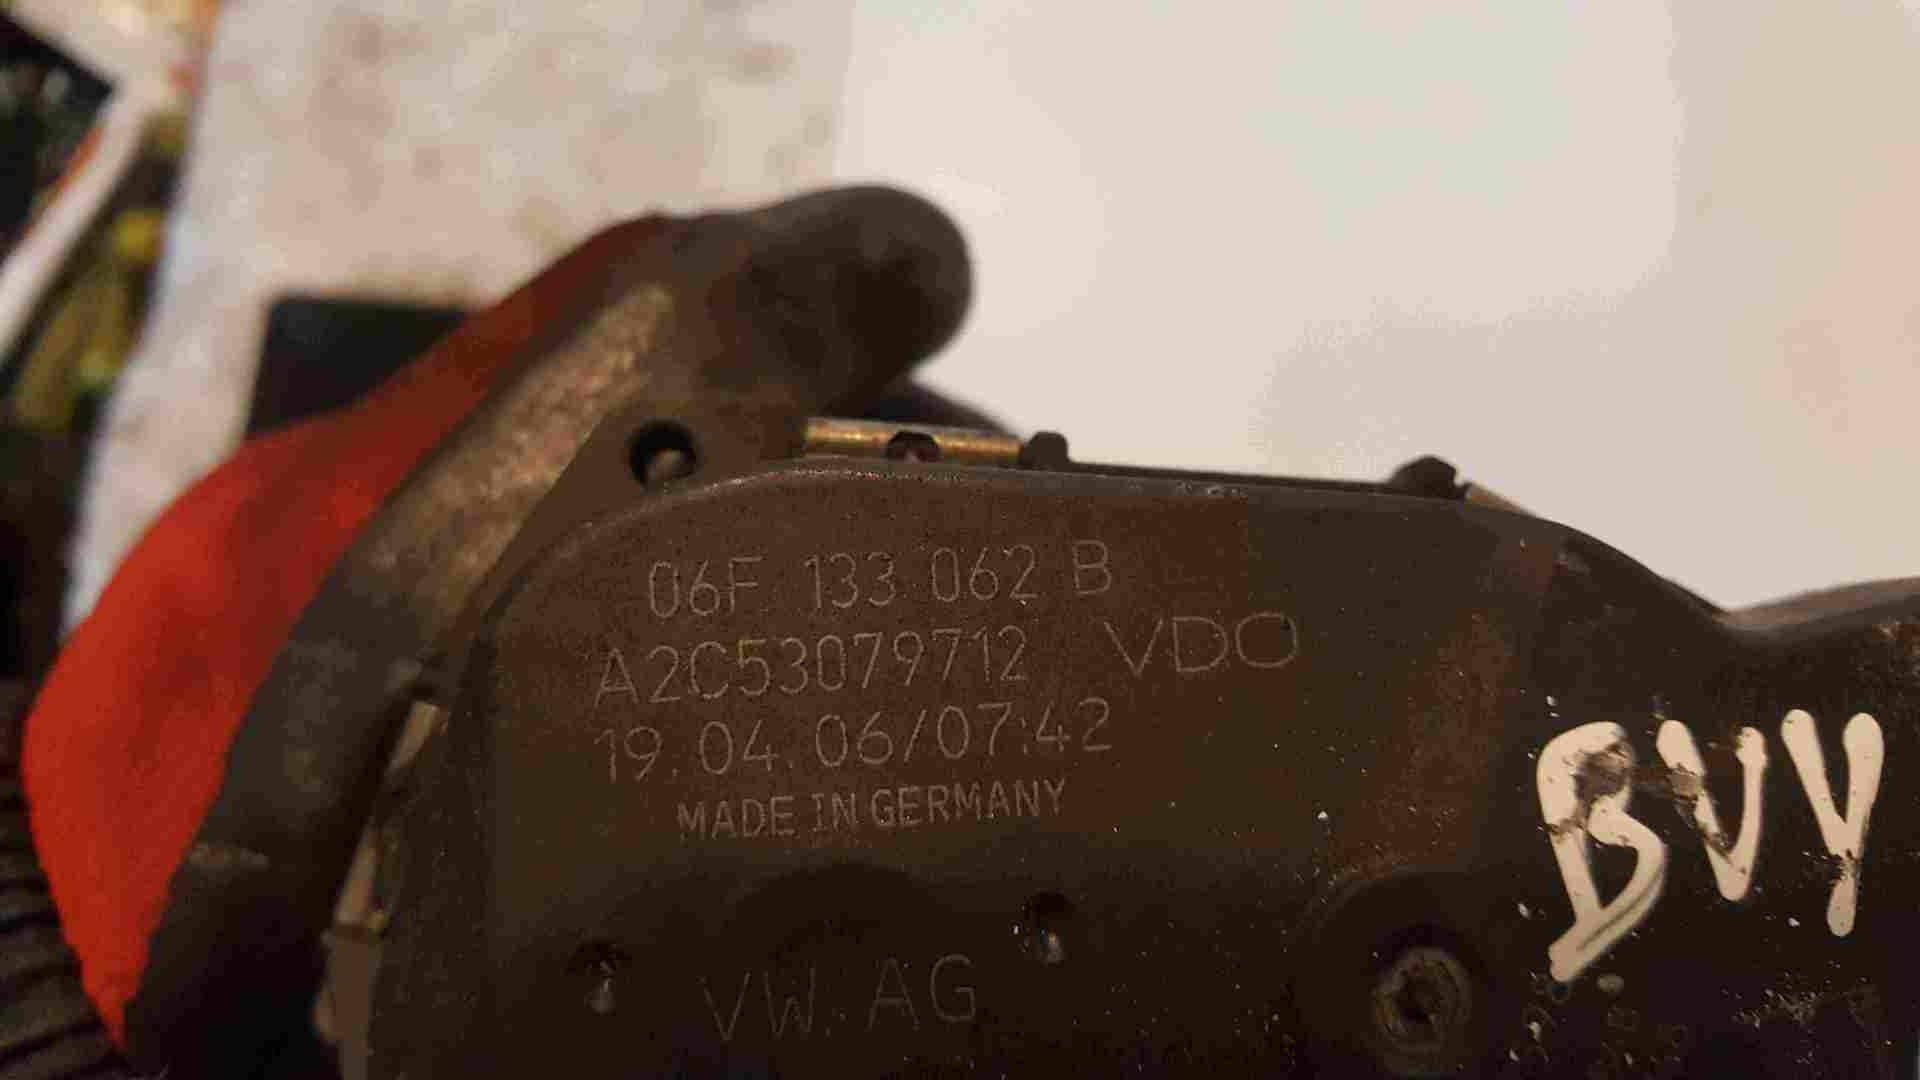 06F 133 062 B
A2C53079712 VDO
19.04.06/07:42
MADE IN GERMANY
VW AG
BVY